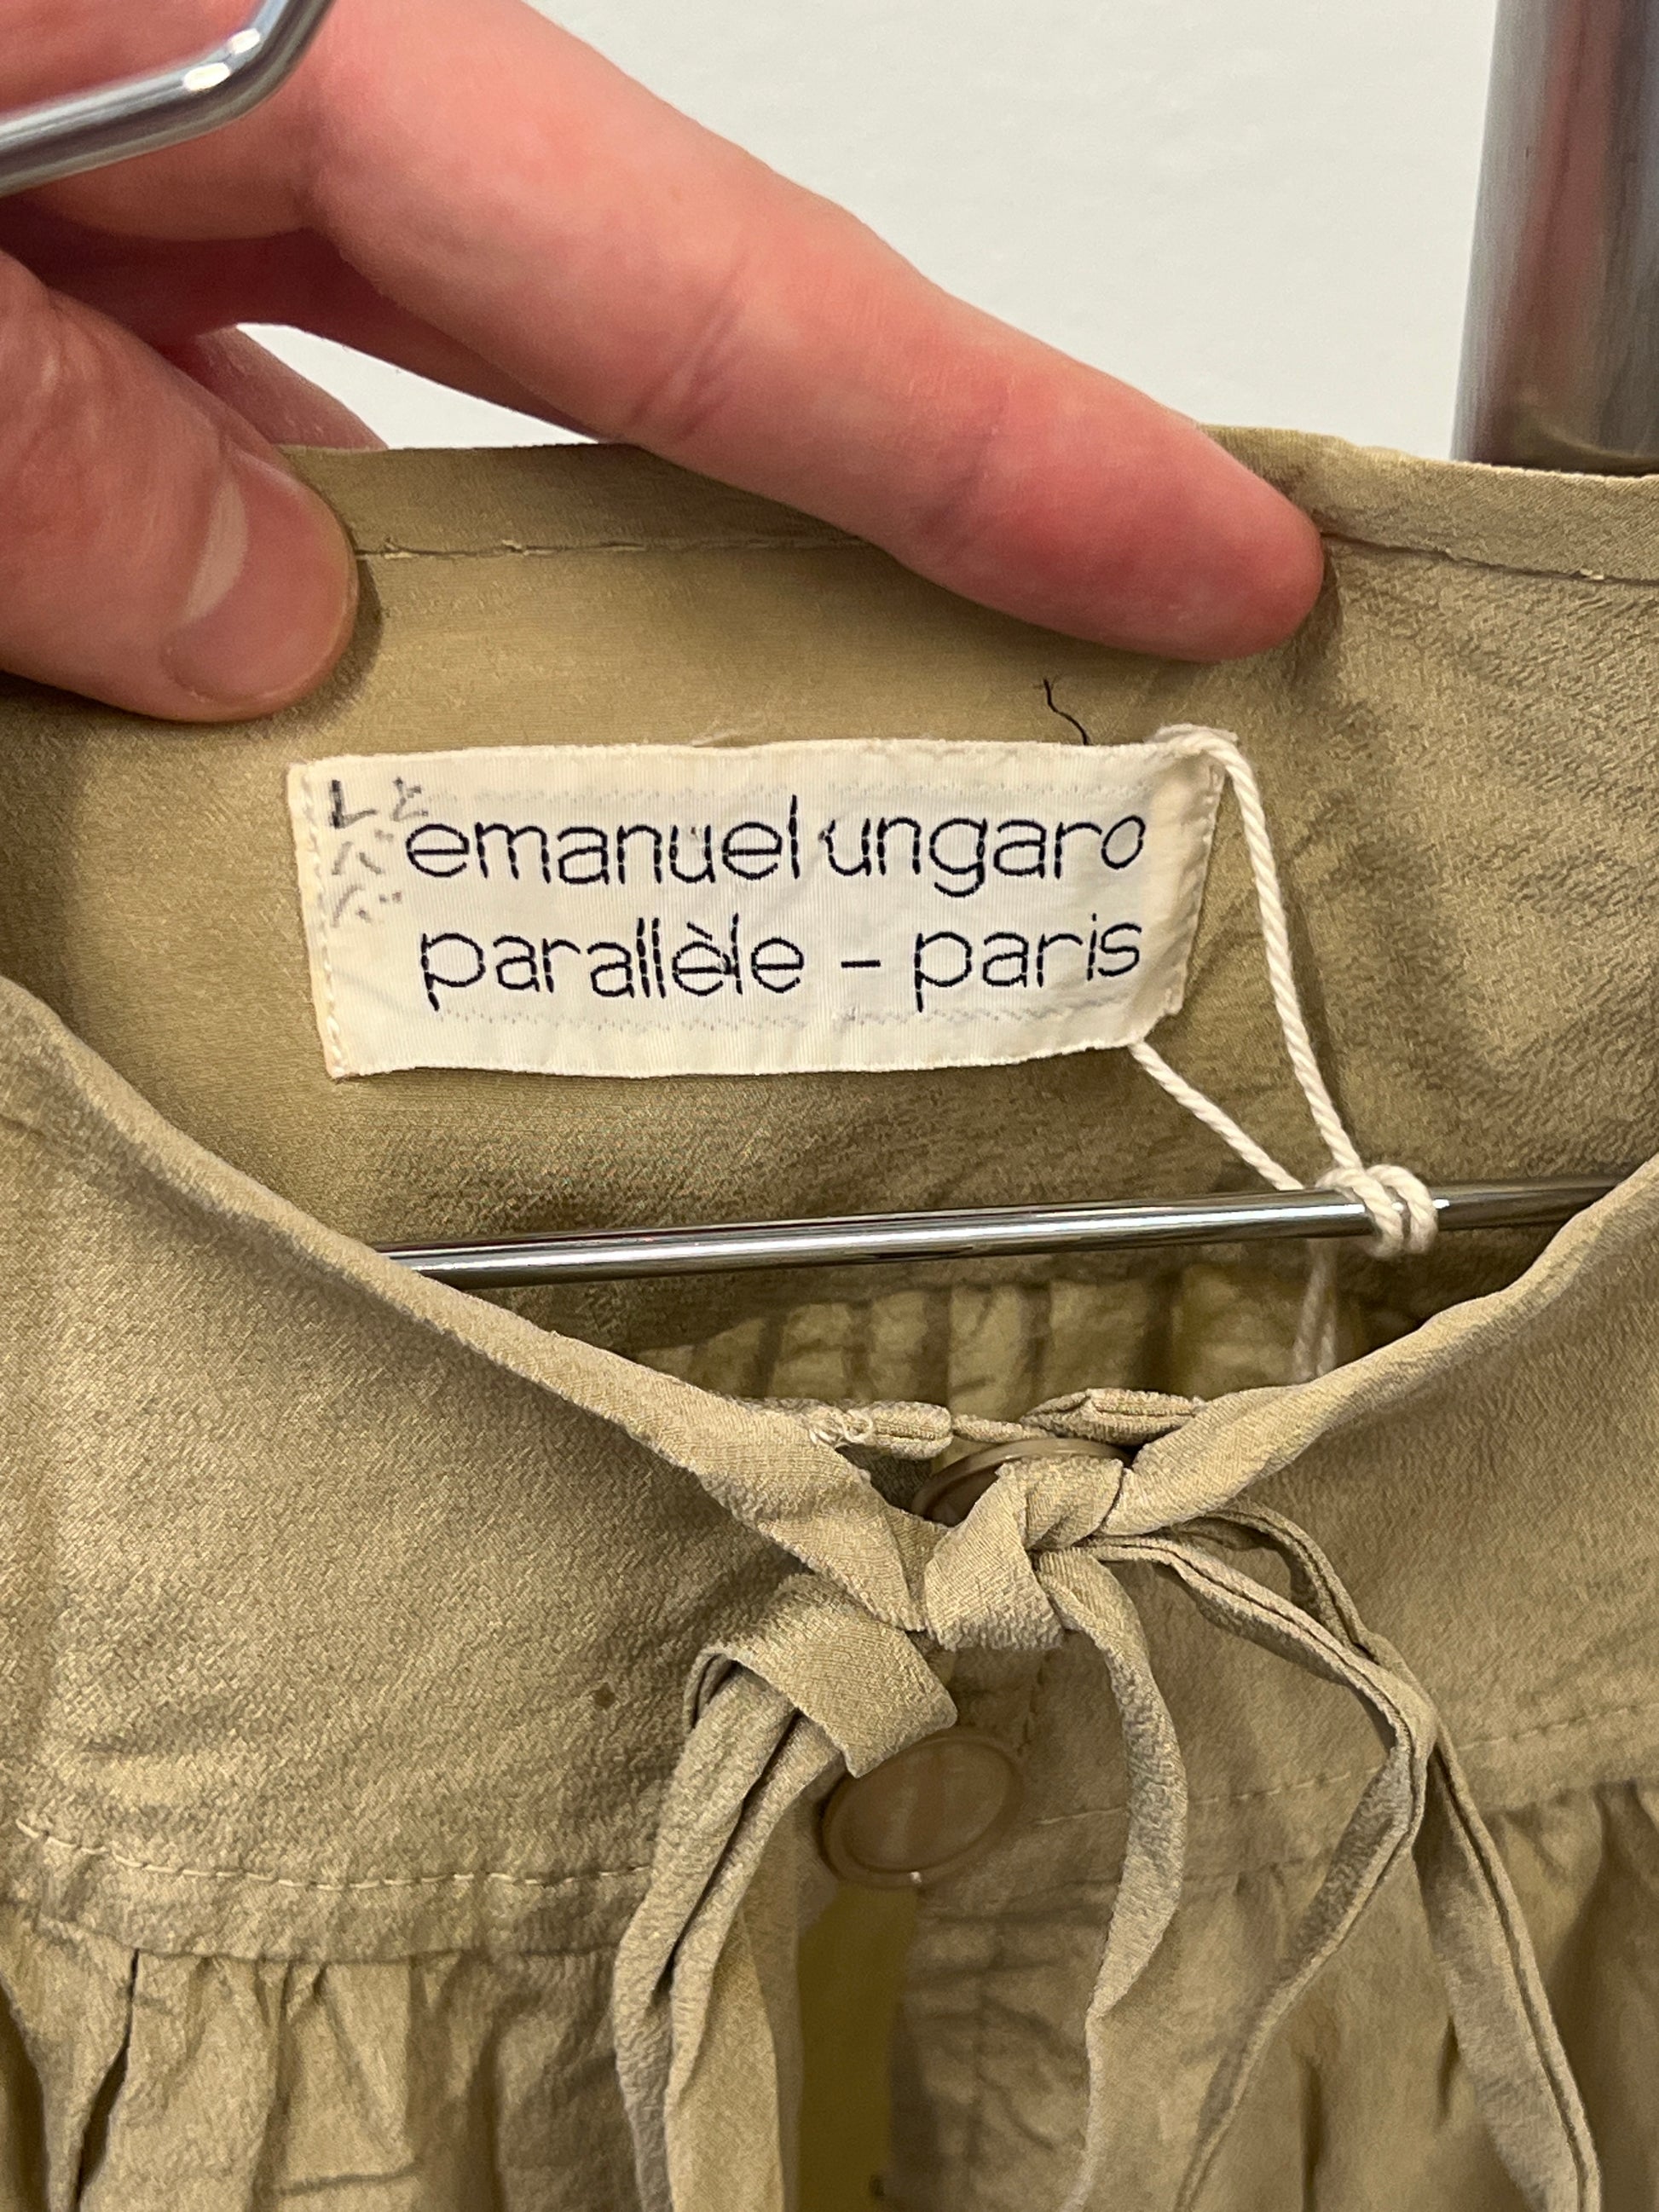 emanuel ungaro
parallèle - paris